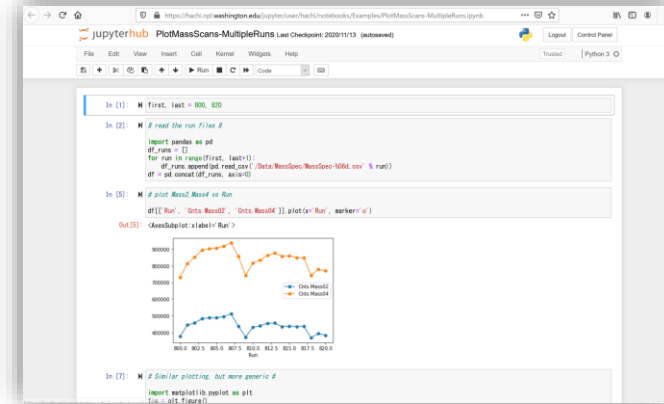 https://hachi.npl.washington.edu/jupyter/user/hachi/notebooks/Examples/PlotMassScans-MultipleRuns.ipynb
jupyterhub PlotMassScans-MultipleRuns Last Checkpoint: 2020/11/13 (autosaved)
Logout Control Panel
File Edit View Insert Cell Kernel Widgets Help
Trusted Python 3
Run Code
In [1]: first, last = 800, 820
In [2]: # read the run files #
import pandas as pd
df_runs = []
for run in range(first, last+1):
df_runs.append(pd.read_csv('/Data/MassSpec/MassSpec-%06d.csv' % run))
df = pd.concat(df_runs, axis=0)
In [5]: # plot Mass2,Mass4 vs Run
df[['Run', 'Cnts.Mass02', 'Cnts.Mass04']].plot(x='Run', marker='o')
Out[5]: <AxesSubplot:xlabel='Run'>
900000
800000
700000
600000
500000
400000
Cnts.Mass02
Cnts.Mass04
800.0 802.5 805.0 807.5 810.0 812.5 815.0 817.5 820.0
Run
In [7]: # Similar plotting, but more generic #
import matplotlib.pyplot as plt
fig = plt.figure()